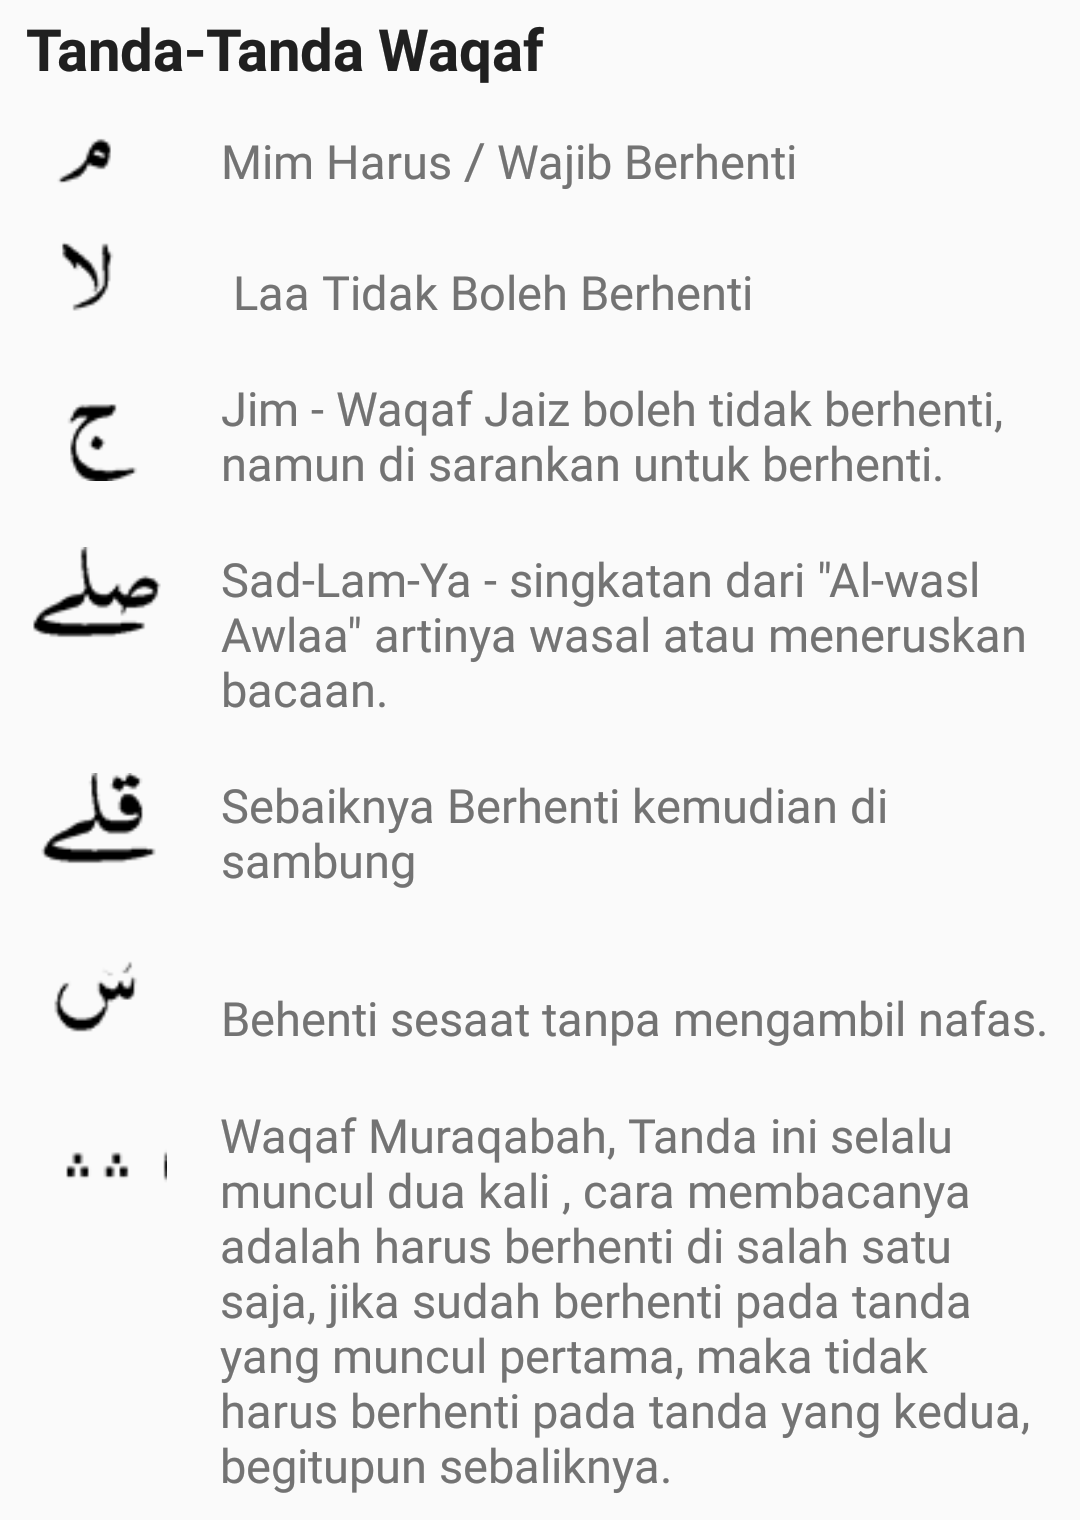 Tanda-Tanda Waqaf
م Mim Harus / Wajib Berhenti
لا Laa Tidak Boleh Berhenti
ج Jim - Waqaf Jaiz boleh tidak berhenti,
namun di sarankan untuk berhenti.
صلے Sad-Lam-Ya - singkatan dari "Al-wasl
Awlaa" artinya wasal atau meneruskan
bacaan.
قلے Sebaiknya Berhenti kemudian di
sambung
سَ
Behenti sesaat tanpa mengambil nafas.
∴ ∴ Waqaf Muraqabah, Tanda ini selalu
muncul dua kali , cara membacanya
adalah harus berhenti di salah satu
saja, jika sudah berhenti pada tanda
yang muncul pertama, maka tidak
harus berhenti pada tanda yang kedua,
begitupun sebaliknya.